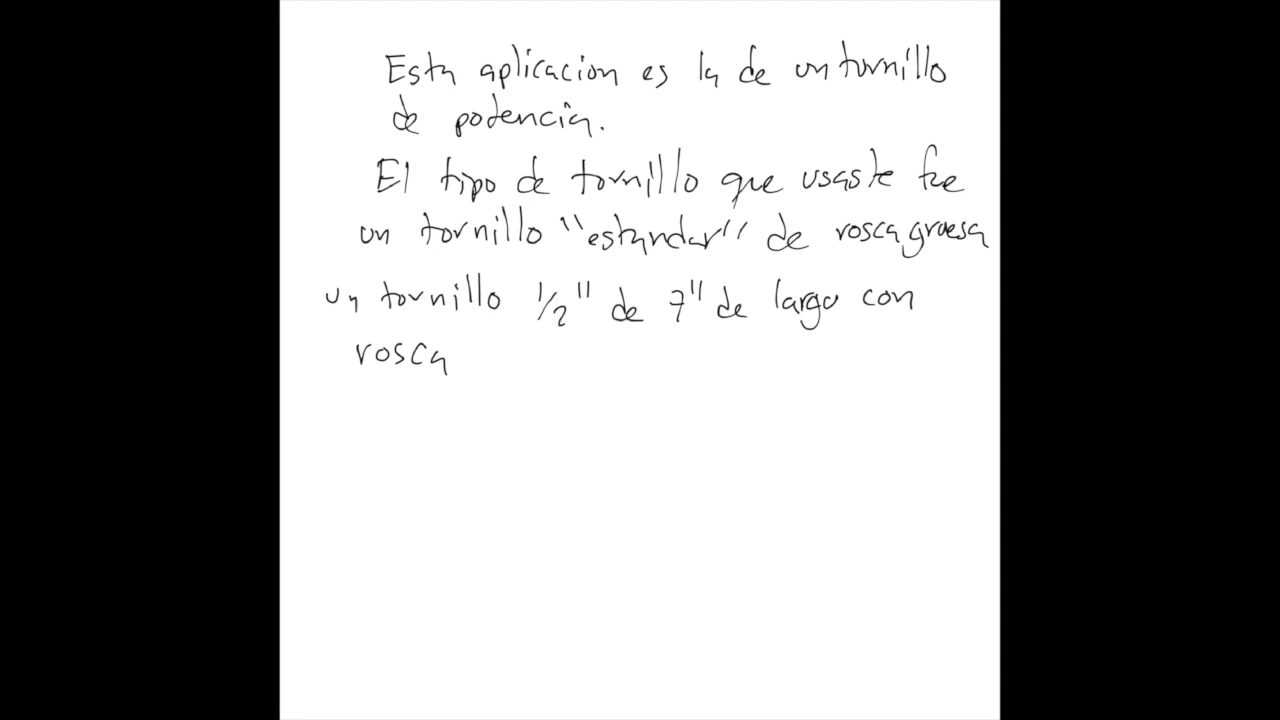 Esta aplicacion es la de un tornillo
de potencia.
El tipo de tornillo que usaste fue
un tornillo "estandar" de rosca gruesa
un tornillo 1/2" de 7" de largo con
rosca